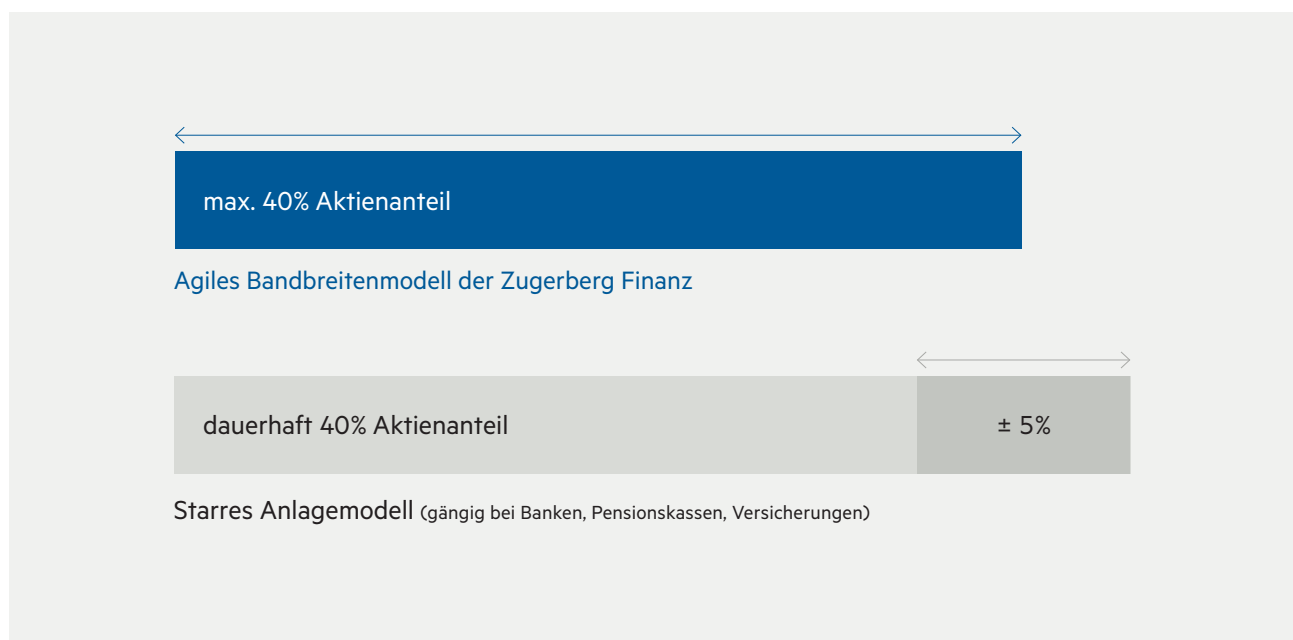 max. 40% Aktienanteil
Agiles Bandbreitenmodell der Zugerberg Finanz
dauerhaft 40% Aktienanteil
± 5%
Starres Anlagemodell (gängig bei Banken, Pensionskassen, Versicherungen)